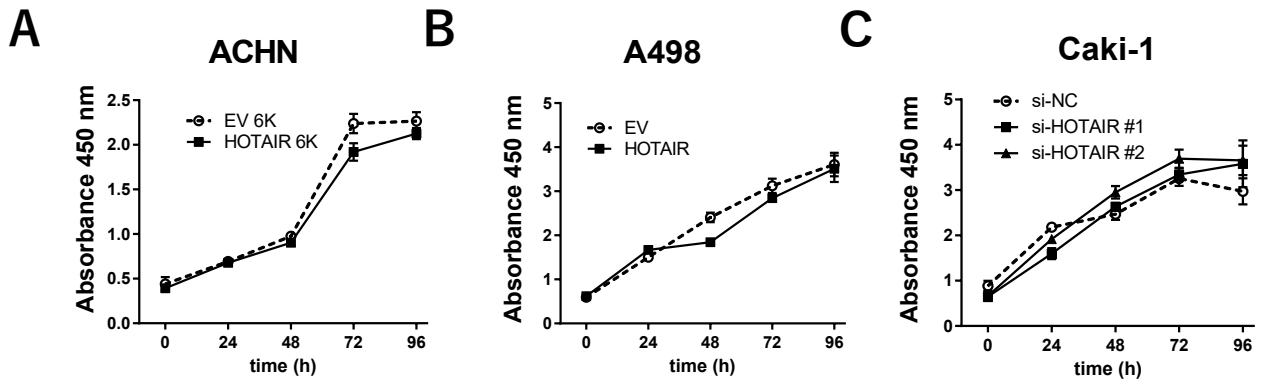 A
ACHN
Absorbance 450 nm
2.5
2.0
1.5
1.0
0.5
0.0
EV 6K
HOTAIR 6K
0 24 48 72 96
time (h)
B
A498
Absorbance 450 nm
5
4
3
2
1
0
EV
HOTAIR
0 24 48 72 96
time (h)
C
Caki-1
Absorbance 450 nm
5
4
3
2
1
0
si-NC
si-HOTAIR #1
si-HOTAIR #2
0 24 48 72 96
time (h)